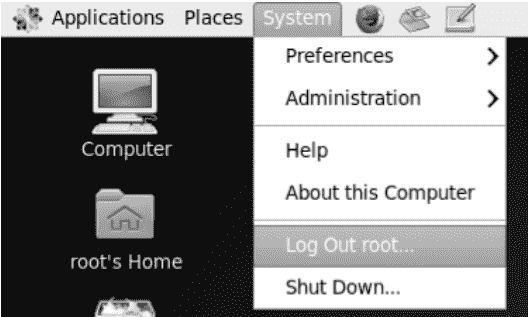 Applications Places System
Preferences
Administration
Help
About this Computer
Log Out root...
Shut Down...
Computer
root's Home